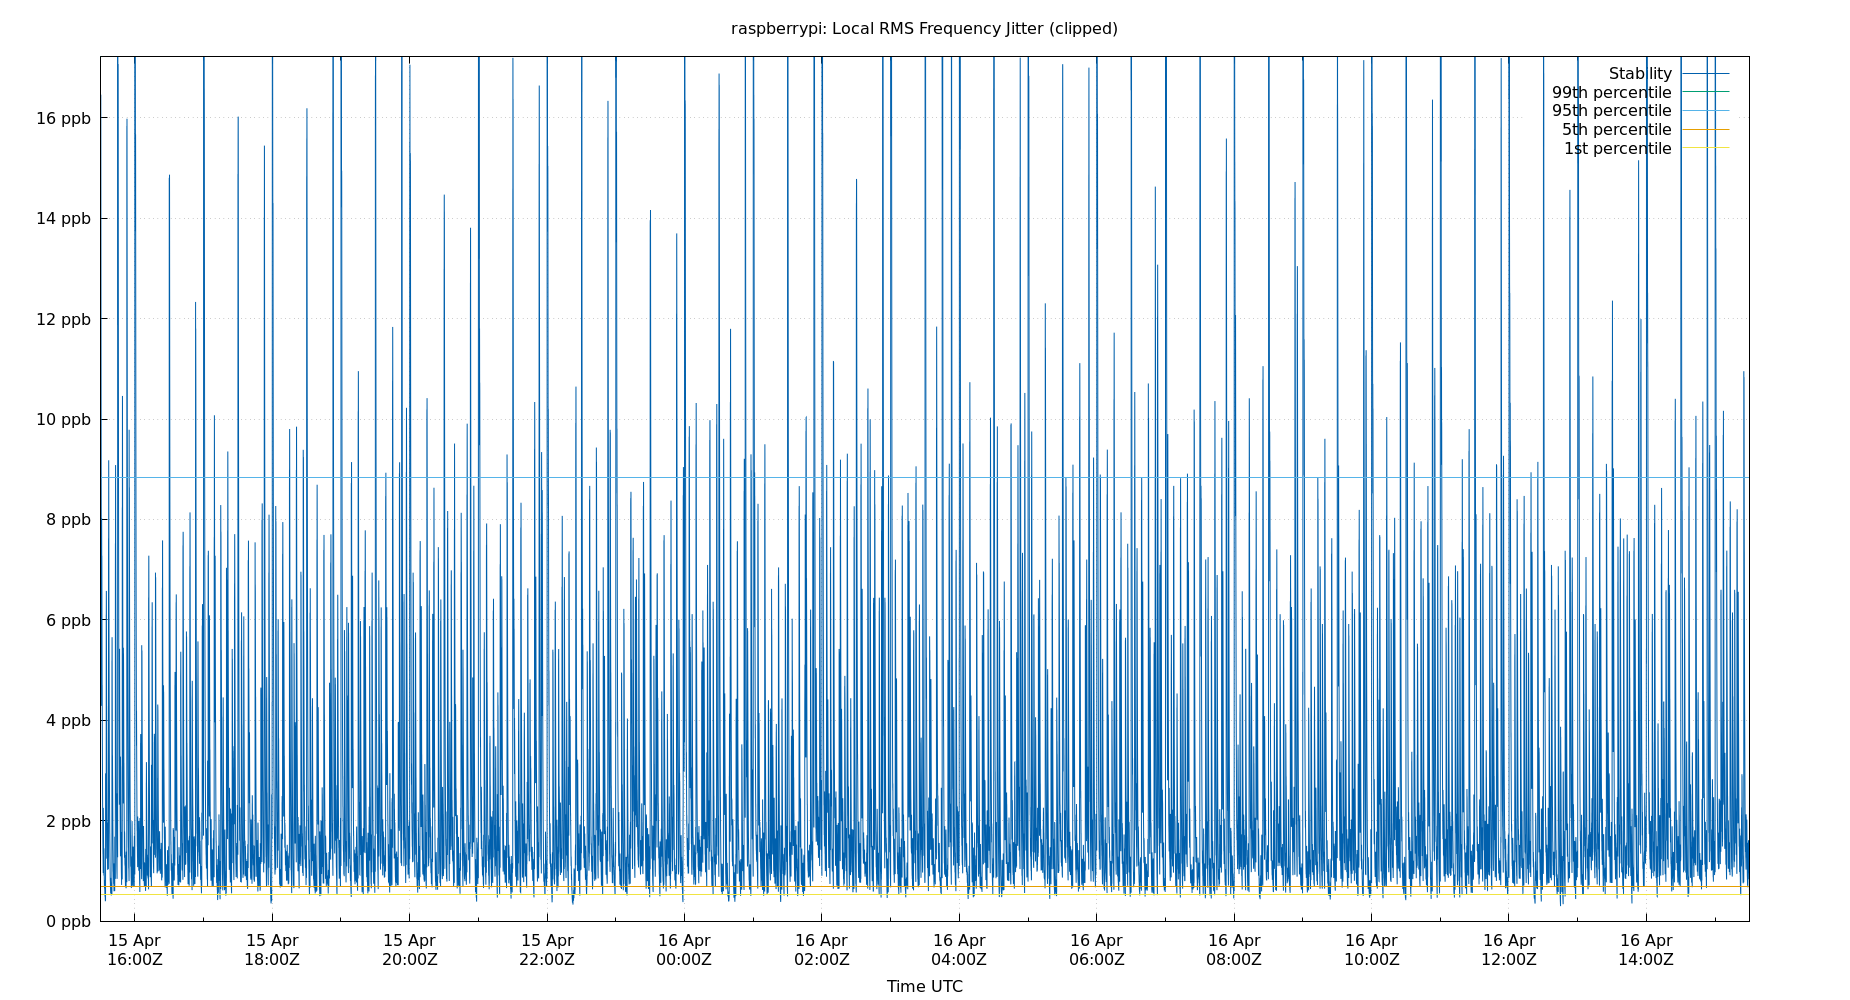 raspberrypi: Local RMS Frequency Jitter (clipped)
Stability
99th percentile
95th percentile
5th percentile
1st percentile
16 ppb
14 ppb
12 ppb
10 ppb
8 ppb
6 ppb
4 ppb
2 ppb
0 ppb
15 Apr 15 Apr 15 Apr 15 Apr 16 Apr 16 Apr 16 Apr 16 Apr 16 Apr 16 Apr 16 Apr 16 Apr
16:00Z 18:00Z 20:00Z 22:00Z 00:00Z 02:00Z 04:00Z 06:00Z 08:00Z 10:00Z 12:00Z 14:00Z
Time UTC